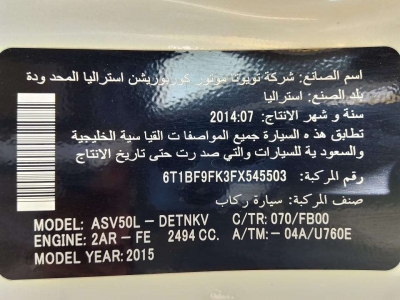 اسم الصانع: شركة تويوتا موتور كوربوريشن استراليا المحدودة
بلد الصنع: استراليا
سنة و شهر الانتاج: 2014:07
تطابق هذه السيارة جميع المواصفات القياسية الخليجية
والسعودية للسيارات والتي صدرت حتى تاريخ الانتاج
رقم المركبة: 6T1BF9FK3FX545503
صنف المركبة: سيارة ركاب
MODEL: ASV50L – DETNKV C/TR: 070/FB00
ENGINE: 2AR – FE 2494 CC. A/TM: – 04A/U760E
MODEL YEAR: 2015